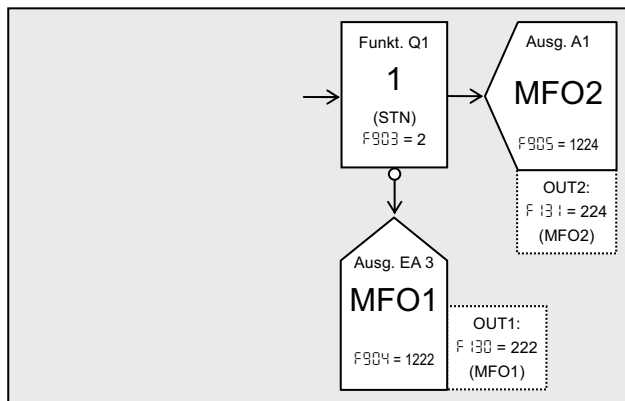 Funkt. Q1
1
(STN)
F903 = 2
Ausg. A1
MFO2
F905 = 1224
OUT2:
F131 = 224
(MFO2)
Ausg. EA 3
MFO1
F904 = 1222
OUT1:
F130 = 222
(MFO1)